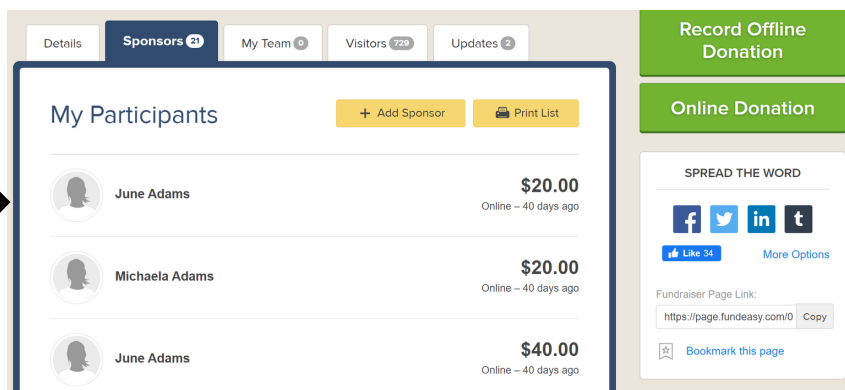 Details
Sponsors 21
My Team 0
Visitors 729
Updates 2
My Participants
+ Add Sponsor
Print List
June Adams
$20.00
Online – 40 days ago
Michaela Adams
$20.00
Online – 40 days ago
June Adams
$40.00
Online – 40 days ago
Record Offline
Donation
Online Donation
SPREAD THE WORD
f in t
Like 34
More Options
Fundraiser Page Link:
https://page.fundeasy.com/0
Copy
Bookmark this page